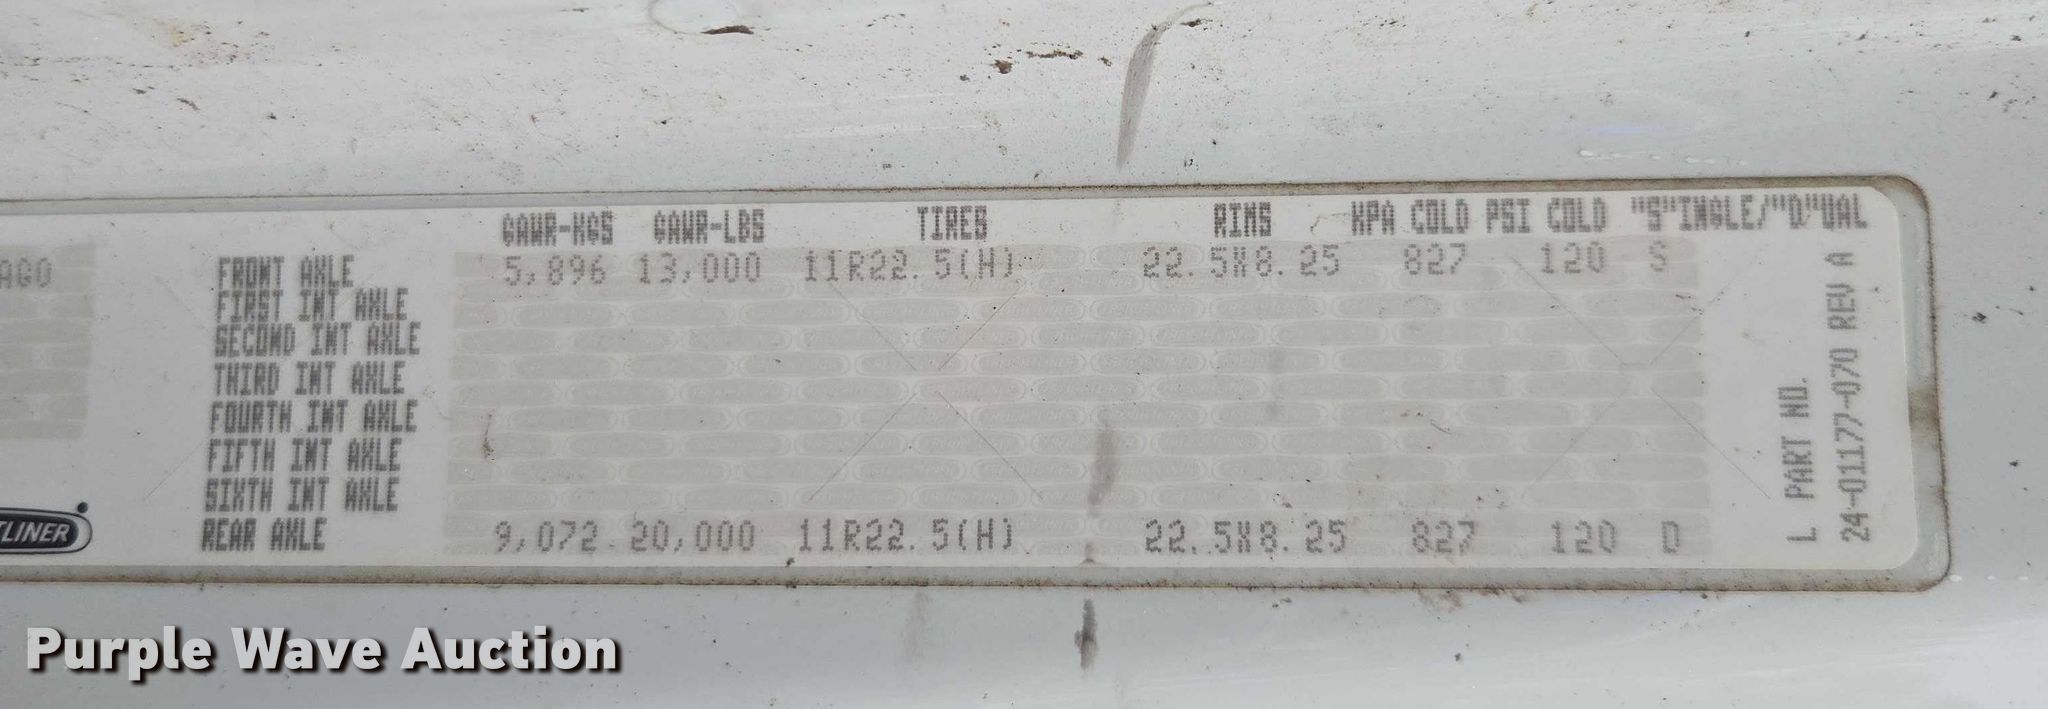 GAWR-KGS GAWR-LBS TIRES RIMS KPA COLD PSI COLD "S"INGLE/"D"UAL
AGO
FRONT AXLE 5,896 13,000 11R22.5(H) 22.5X8.25 827 120 S
FIRST INT AXLE
SECOND INT AXLE
THIRD INT AXLE
FOURTH INT AXLE
FIFTH INT AXLE
SIXTH INT AXLE
TLINER
REAR AXLE 9,072 20,000 11R22.5(H) 22.5X8.25 827 120 D
L PART NO.
24-01177-070 REV A
Purple Wave Auction